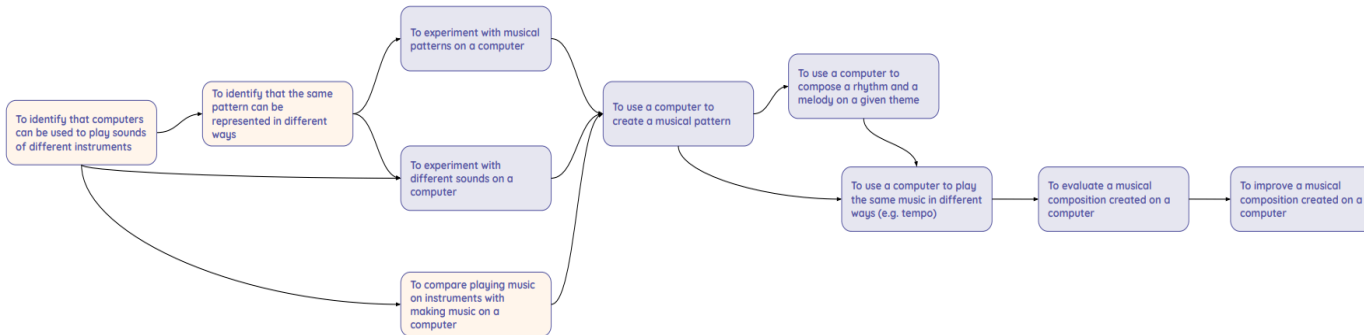 To identify that computers
can be used to play sounds
of different instruments
To identify that the same
pattern can be
represented in different
ways
To experiment with musical
patterns on a computer
To experiment with
different sounds on a
computer
To compare playing music
on instruments with
making music on a
computer
To use a computer to
create a musical pattern
To use a computer to
compose a rhythm and a
melody on a given theme
To use a computer to play
the same music in different
ways (e.g. tempo)
To evaluate a musical
composition created on a
computer
To improve a musical
composition created on a
computer